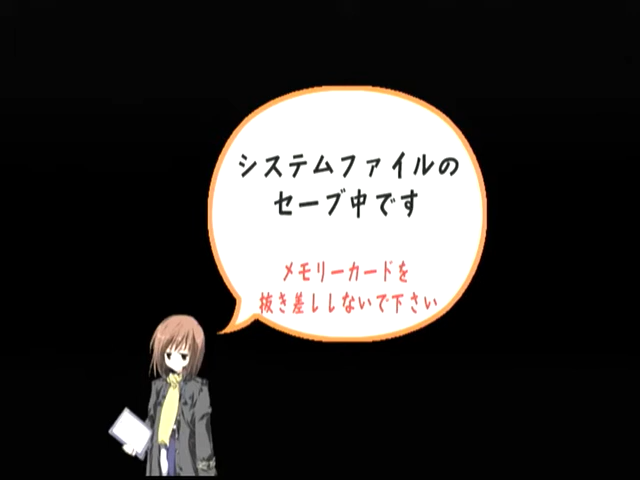 システムファイルの
セーブ中です
メモリーカードを
抜き差ししないで下さい